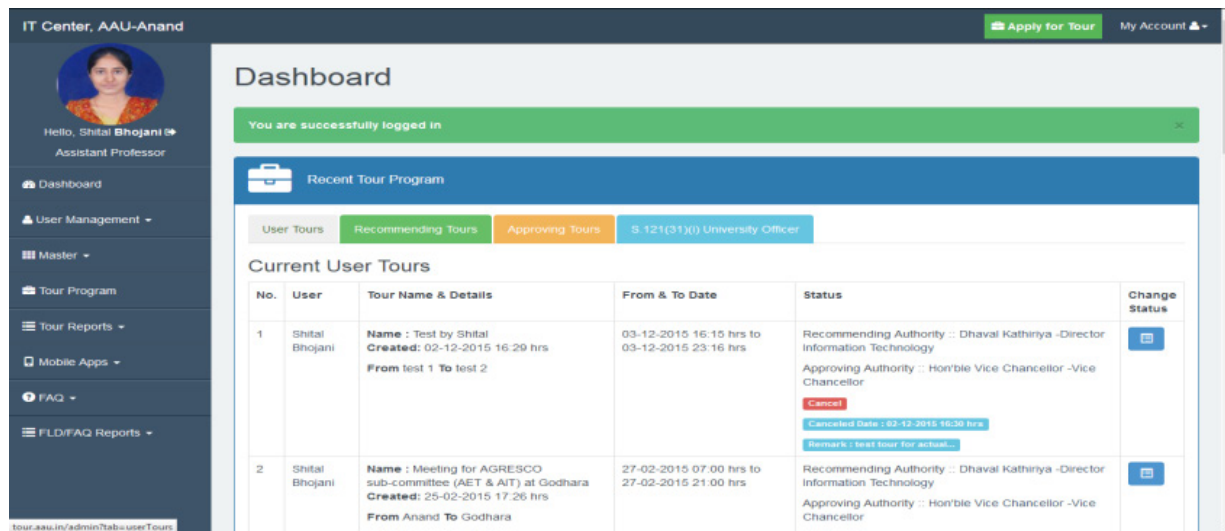 IT Center, AAU-Anand
Apply for Tour
My Account
Hello, Shital Bhojani
Assistant Professor
Dashboard
User Management
Master
Tour Program
Tour Reports
Mobile Apps
FAQ
FLD/FAQ Reports
Dashboard
You are successfully logged in
×
Recent Tour Program
User Tours
Recommending Tours
Approving Tours
S.121(31)(i) University Officer
Current User Tours
No. User Tour Name & Details From & To Date Status Change
Status
1
Shital
Bhojani
Name : Test by Shital
Created: 02-12-2015 16:29 hrs
From test 1 To test 2
03-12-2015 16:15 hrs to
03-12-2015 23:16 hrs
Recommending Authority :: Dhaval Kathiriya -Director
Information Technology
Approving Authority :: Hon'ble Vice Chancellor -Vice
Chancellor
Cancel
Canceled Date : 02-12-2015 16:30 hrs
Remark : test tour for actual...
2
Shital
Bhojani
Name : Meeting for AGRESCO
sub-committee (AET & AIT) at Godhara
Created: 25-02-2015 17:26 hrs
From Anand To Godhara
27-02-2015 07:00 hrs to
27-02-2015 21:00 hrs
Recommending Authority :: Dhaval Kathiriya -Director
Information Technology
Approving Authority :: Hon'ble Vice Chancellor -Vice
Chancellor
tour.aau.in/admin?tab=userTours